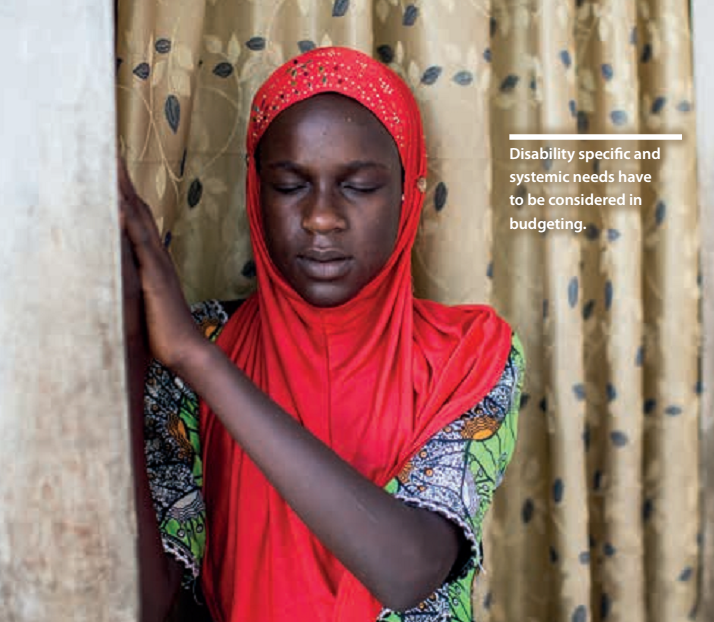 Disability specific and
systemic needs have
to be considered in
budgeting.